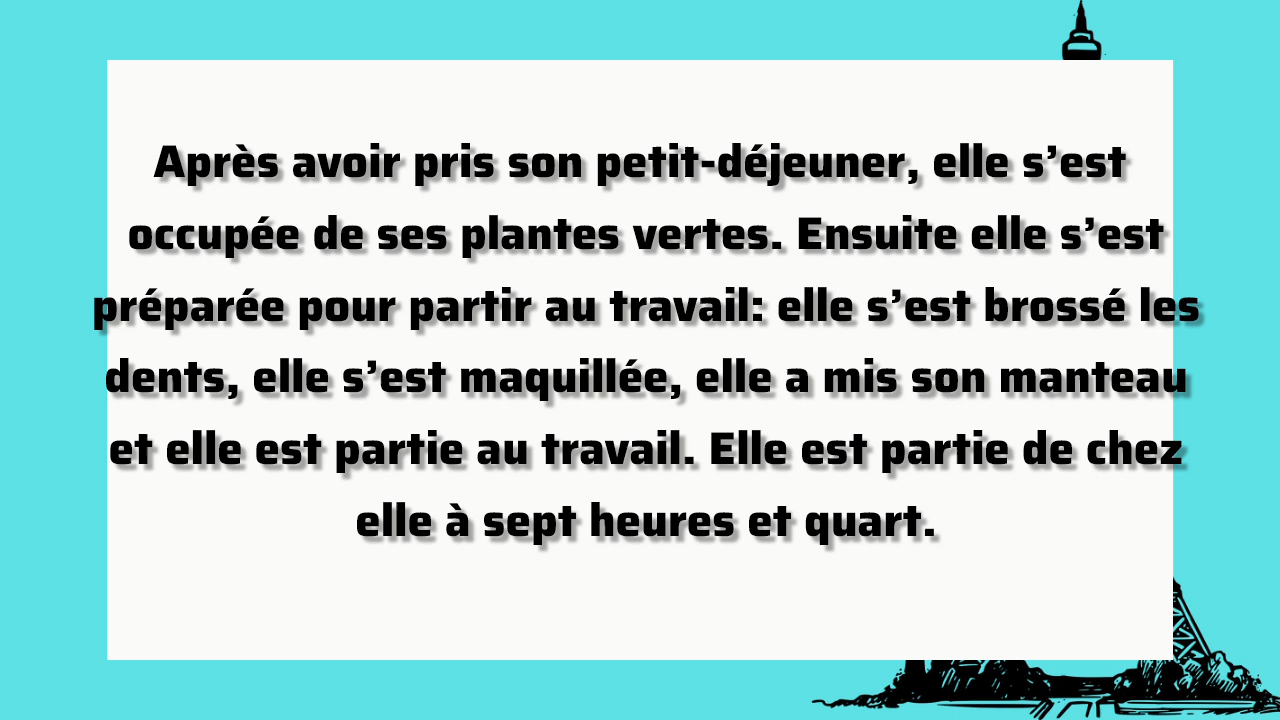 Après avoir pris son petit-déjeuner, elle s’est
occupée de ses plantes vertes. Ensuite elle s’est
préparée pour partir au travail: elle s’est brossé les
dents, elle s’est maquillée, elle a mis son manteau
et elle est partie au travail. Elle est partie de chez
elle à sept heures et quart.